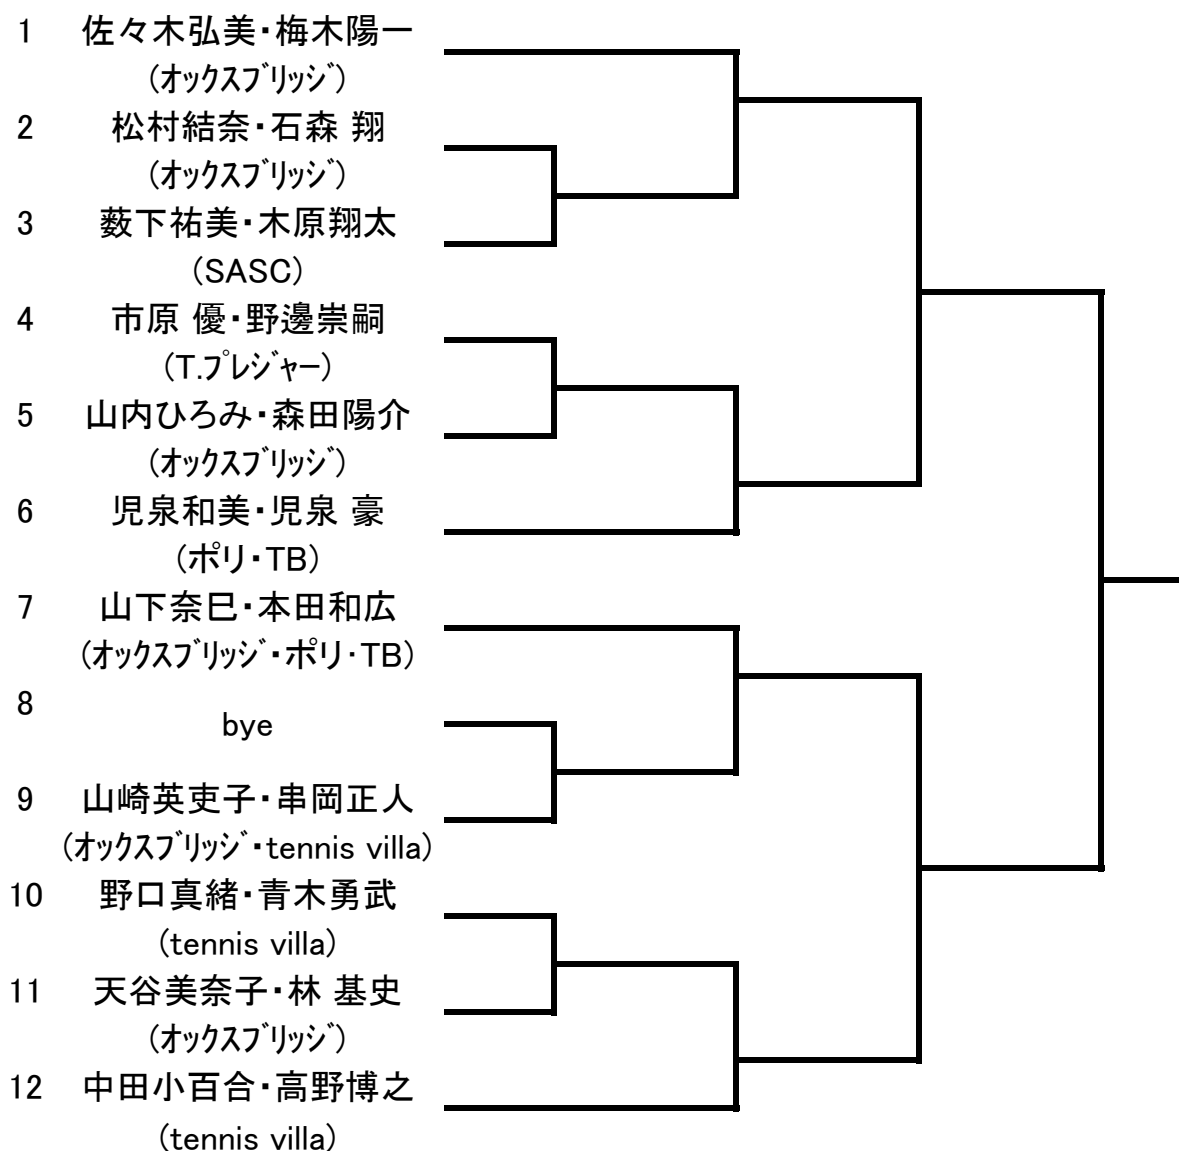 1 佐々木弘美・梅木陽一
(ｵｯｸｽﾌﾞﾘｯｼﾞ)
2 松村結奈・石森 翔
(ｵｯｸｽﾌﾞﾘｯｼﾞ)
3 薮下祐美・木原翔太
(SASC)
4 市原 優・野邊崇嗣
(T.ﾌﾟﾚｼﾞｬｰ)
5 山内ひろみ・森田陽介
(ｵｯｸｽﾌﾞﾘｯｼﾞ)
6 児泉和美・児泉 豪
(ポリ・TB)
7 山下奈巳・本田和広
(ｵｯｸｽﾌﾞﾘｯｼﾞ・ポリ・TB)
8
bye
9 山崎英吏子・串岡正人
(ｵｯｸｽﾌﾞﾘｯｼﾞ・tennis villa)
10 野口真緒・青木勇武
(tennis villa)
11 天谷美奈子・林 基史
(ｵｯｸｽﾌﾞﾘｯｼﾞ)
12 中田小百合・高野博之
(tennis villa)